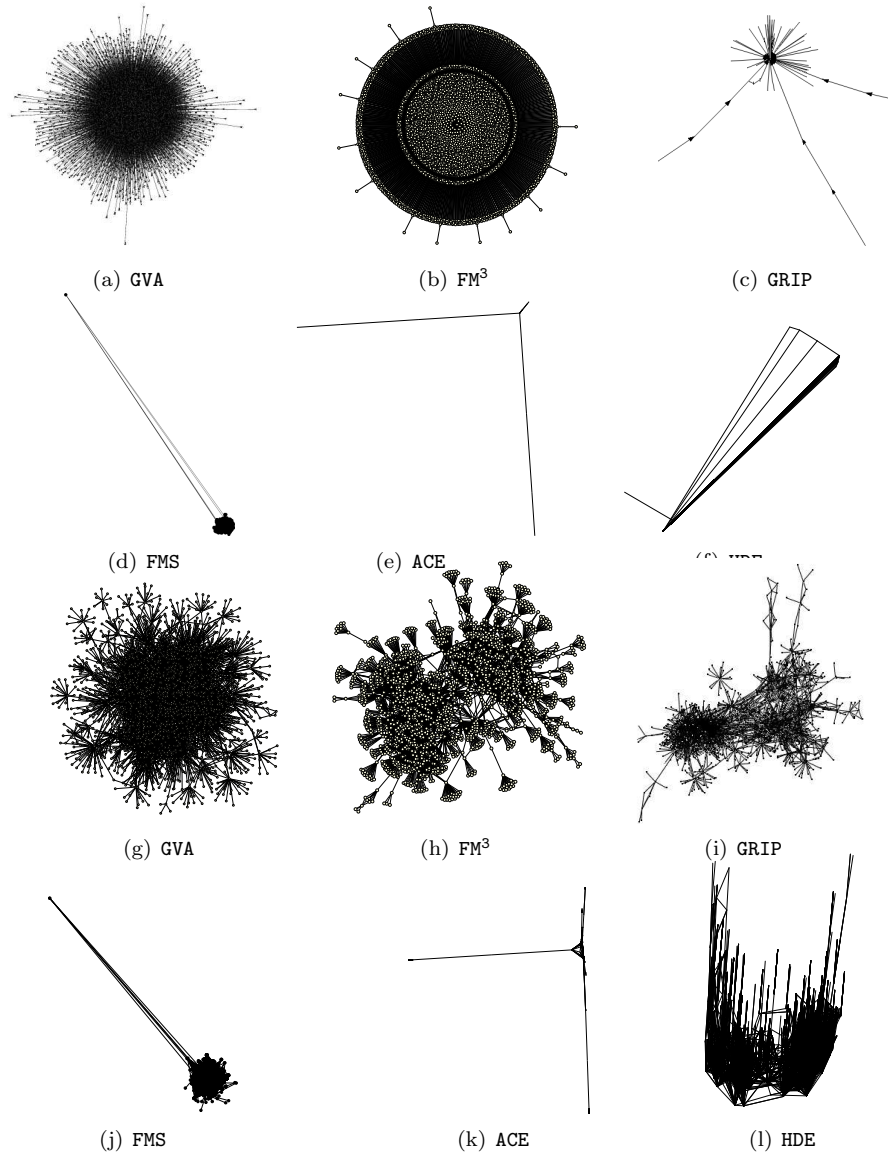 (a) GVA
(b) FM³
(c) GRIP
(d) FMS
(e) ACE
(g) GVA
(h) FM³
(i) GRIP
(j) FMS
(k) ACE
(l) HDE